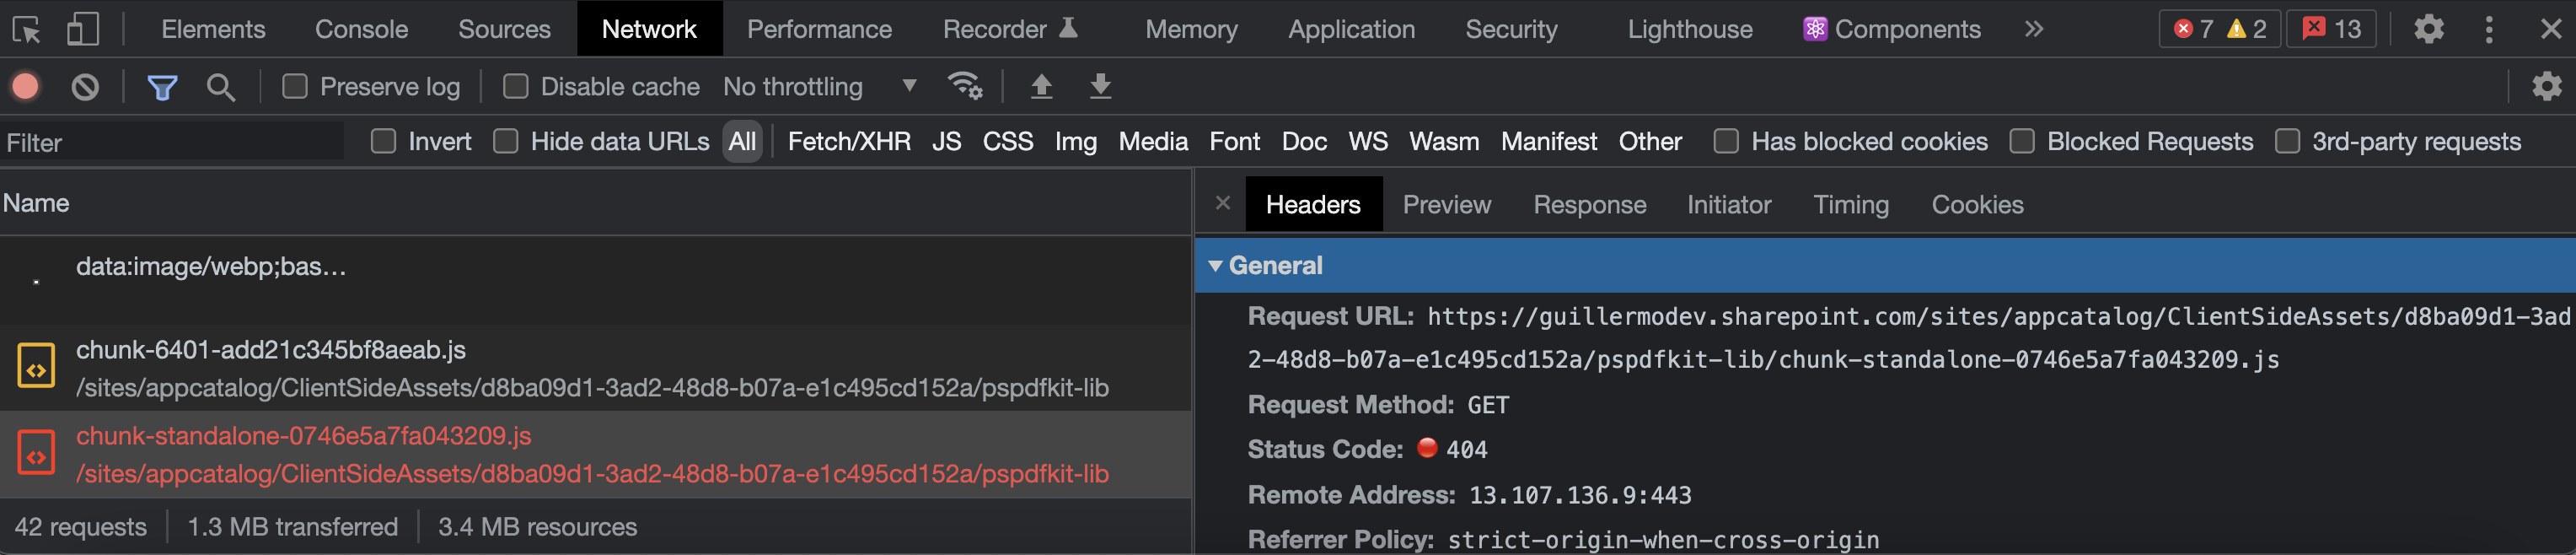 Elements Console Sources Network Performance Recorder Memory Application Security Lighthouse Components 7 2 13
Preserve log Disable cache No throttling
Filter Invert Hide data URLs All Fetch/XHR JS CSS Img Media Font Doc WS Wasm Manifest Other Has blocked cookies Blocked Requests 3rd-party requests
Name
data:image/webp;bas…
chunk-6401-add21c345bf8aeab.js
/sites/appcatalog/ClientSideAssets/d8ba09d1-3ad2-48d8-b07a-e1c495cd152a/pspdfkit-lib
chunk-standalone-0746e5a7fa043209.js
/sites/appcatalog/ClientSideAssets/d8ba09d1-3ad2-48d8-b07a-e1c495cd152a/pspdfkit-lib
42 requests 1.3 MB transferred 3.4 MB resources
Headers Preview Response Initiator Timing Cookies
General
Request URL: https://guillermodev.sharepoint.com/sites/appcatalog/ClientSideAssets/d8ba09d1-3ad
2-48d8-b07a-e1c495cd152a/pspdfkit-lib/chunk-standalone-0746e5a7fa043209.js
Request Method: GET
Status Code: 404
Remote Address: 13.107.136.9:443
Referrer Policy: strict-origin-when-cross-origin